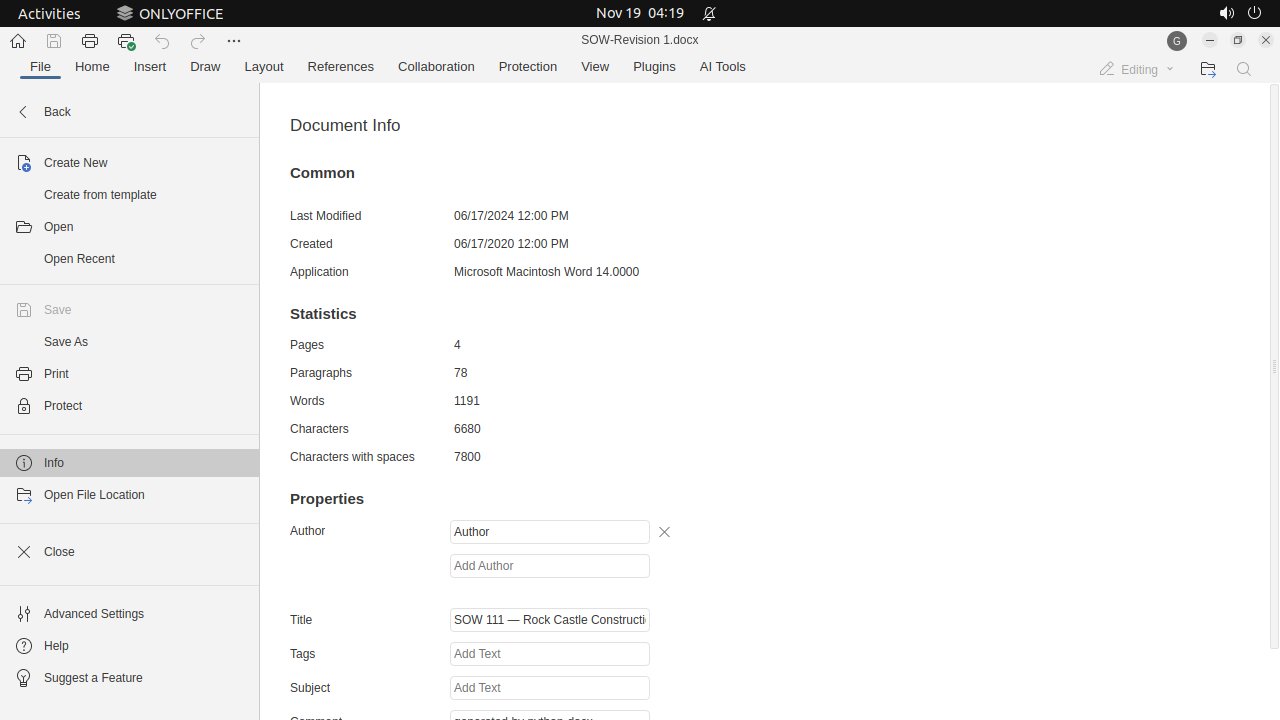 Activities ONLYOFFICE Nov 19 04:19
SOW-Revision 1.docx G
File Home Insert Draw Layout References Collaboration Protection View Plugins AI Tools Editing
Back
Create New
Create from template
Open
Open Recent
Save
Save As
Print
Protect
Info
Open File Location
Close
Advanced Settings
Help
Suggest a Feature
Document Info
Common
Last Modified 06/17/2024 12:00 PM
Created 06/17/2020 12:00 PM
Application Microsoft Macintosh Word 14.0000
Statistics
Pages 4
Paragraphs 78
Words 1191
Characters 6680
Characters with spaces 7800
Properties
Author Author
Add Author
Title SOW 111 — Rock Castle Constructi
Tags Add Text
Subject Add Text
Comment generated by python-docx